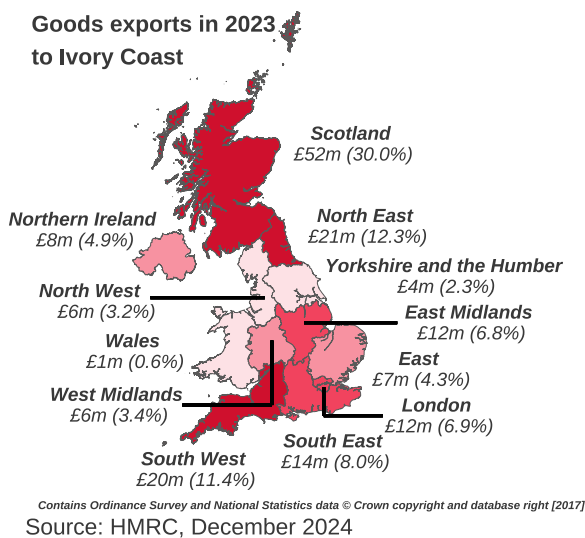 Goods exports in 2023
to Ivory Coast
Scotland
£52m (30.0%)
Northern Ireland
£8m (4.9%)
North East
£21m (12.3%)
Yorkshire and the Humber
£4m (2.3%)
North West
£6m (3.2%)
East Midlands
£12m (6.8%)
Wales
£1m (0.6%)
East
£7m (4.3%)
West Midlands
£6m (3.4%)
London
£12m (6.9%)
South East
£14m (8.0%)
South West
£20m (11.4%)
Contains Ordinance Survey and National Statistics data © Crown copyright and database right [2017]
Source: HMRC, December 2024